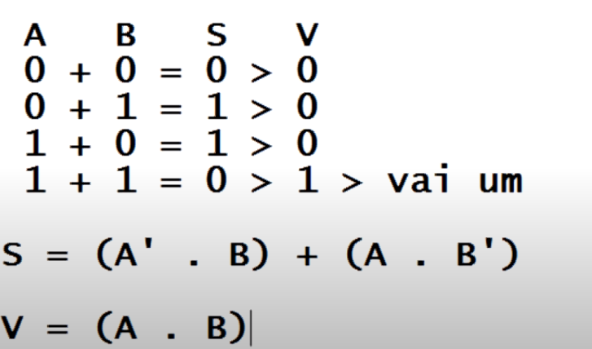 A B S V
0 + 0 = 0 > 0
0 + 1 = 1 > 0
1 + 0 = 1 > 0
1 + 1 = 0 > 1 > vai um
S = (A' . B) + (A . B')
V = (A . B)